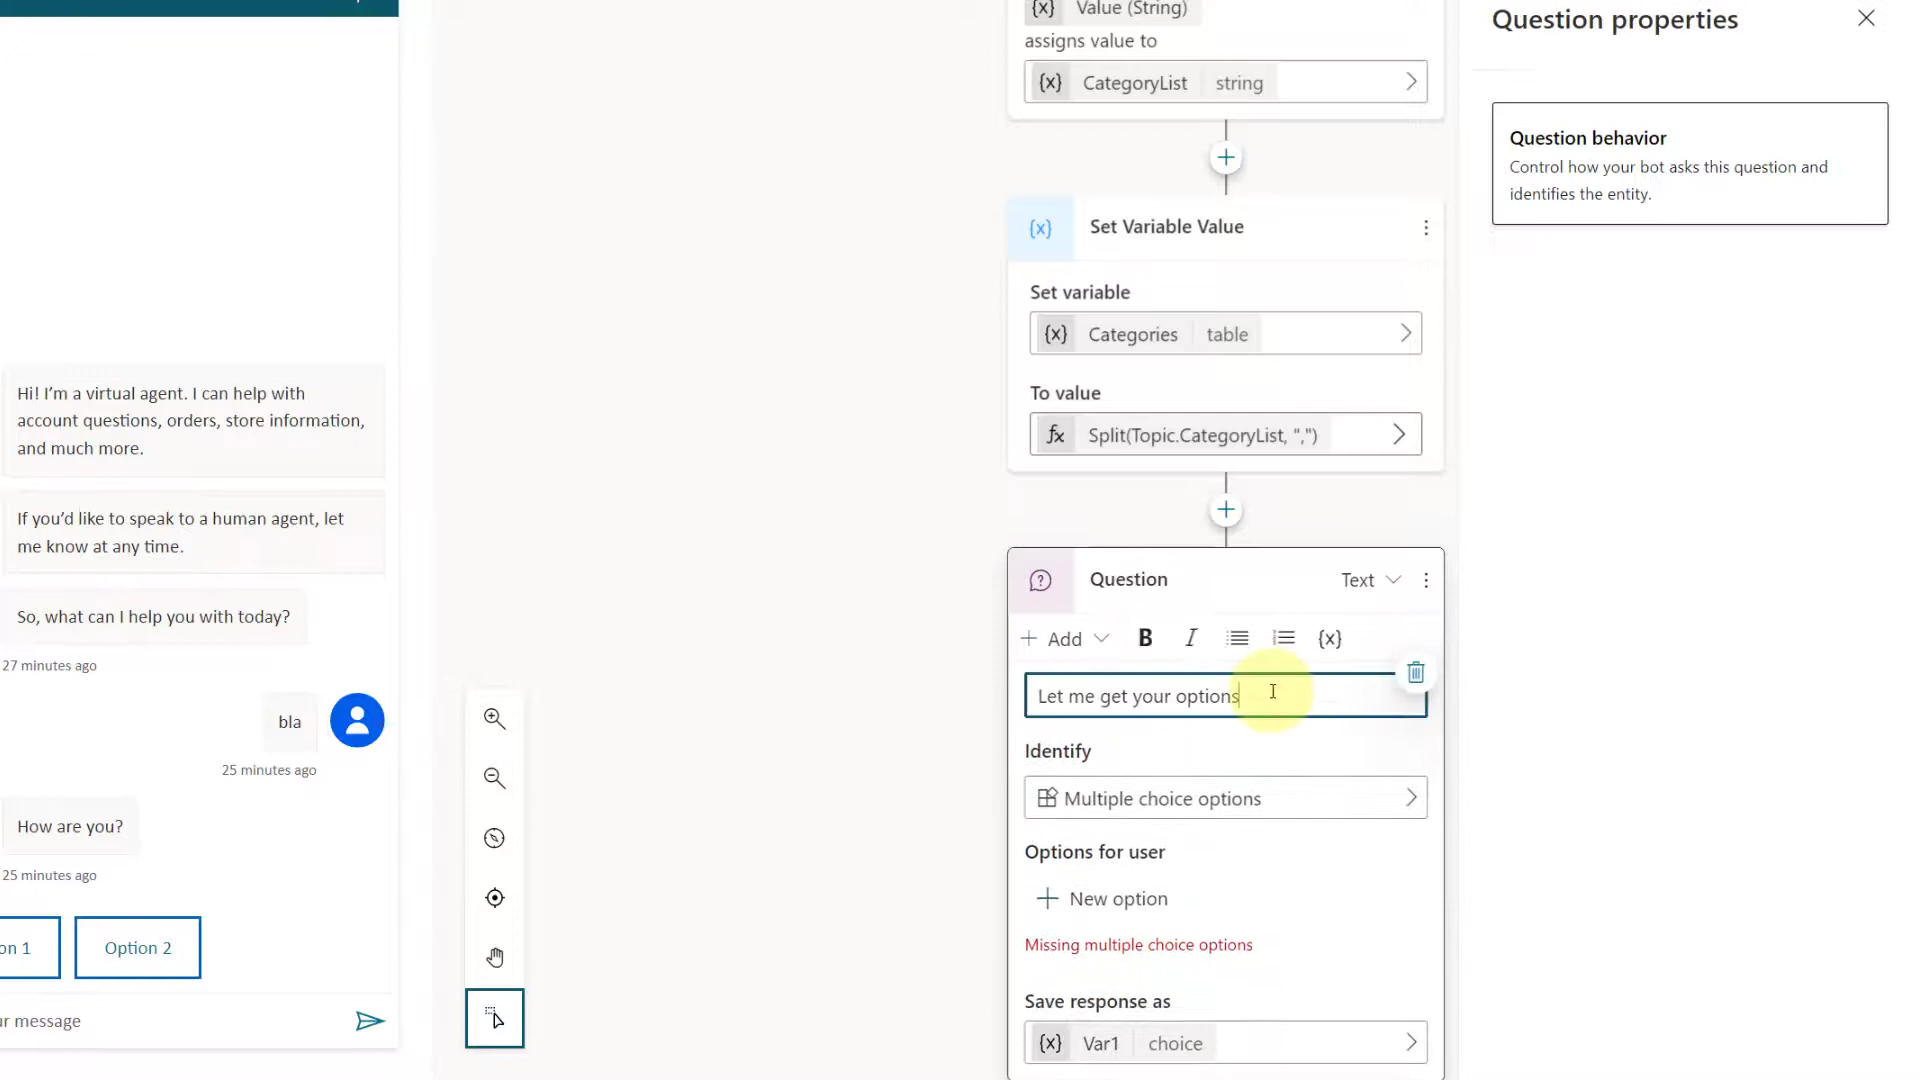 Hi! I'm a virtual agent. I can help with
account questions, orders, store information,
and much more.
If you'd like to speak to a human agent, let
me know at any time.
So, what can I help you with today?
27 minutes ago
bla
25 minutes ago
How are you?
25 minutes ago
on 1
Option 2
ur message
{x} Value (String)
assigns value to
{x} CategoryList string
Set Variable Value
{x}
Set variable
{x} Categories table
To value
fx Split(Topic.CategoryList, ",")
Question
Text
Add B I {x}
Let me get your options
Identify
Multiple choice options
Options for user
New option
Missing multiple choice options
Save response as
{x} Var1 choice
Question properties
Question behavior
Control how your bot asks this question and
identifies the entity.